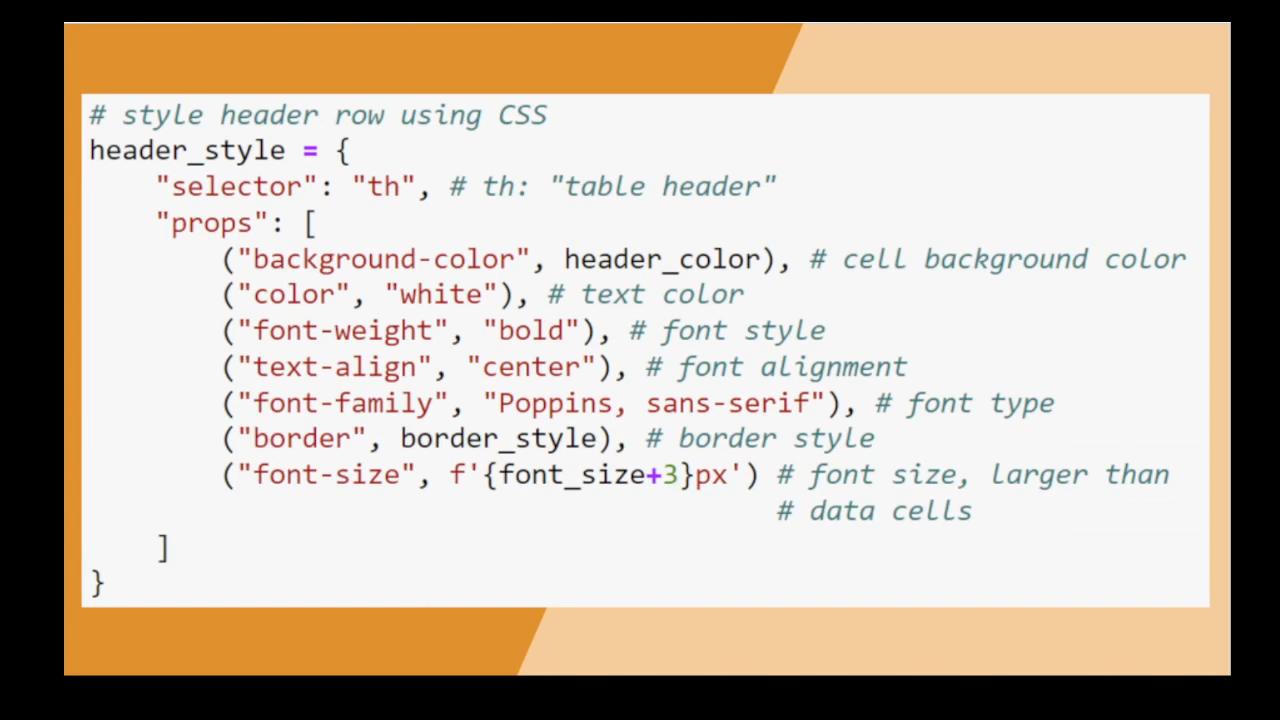 # style header row using CSS
header_style = {
    "selector": "th", # th: "table header"
    "props": [
        ("background-color", header_color), # cell background color
        ("color", "white"), # text color
        ("font-weight", "bold"), # font style
        ("text-align", "center"), # font alignment
        ("font-family", "Poppins, sans-serif"), # font type
        ("border", border_style), # border style
        ("font-size", f'{font_size+3}px') # font size, larger than
                                          # data cells
    ]
}